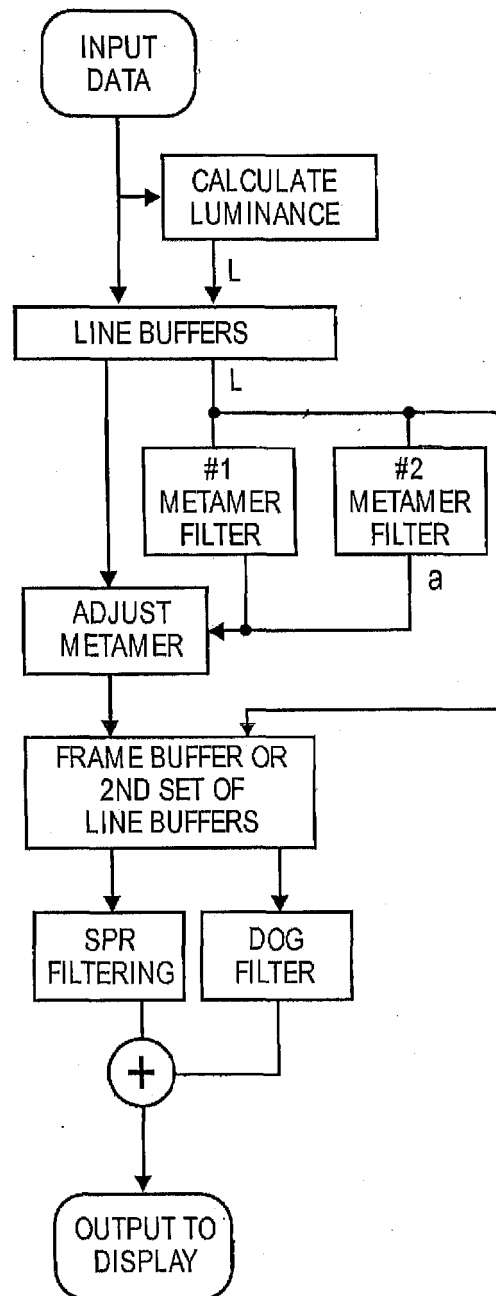 INPUT
DATA
CALCULATE
LUMINANCE
L
LINE BUFFERS
L
#1
METAMER
FILTER
#2
METAMER
FILTER
a
ADJUST
METAMER
FRAME BUFFER OR
2ND SET OF
LINE BUFFERS
SPR
FILTERING
DOG
FILTER
+
OUTPUT TO
DISPLAY